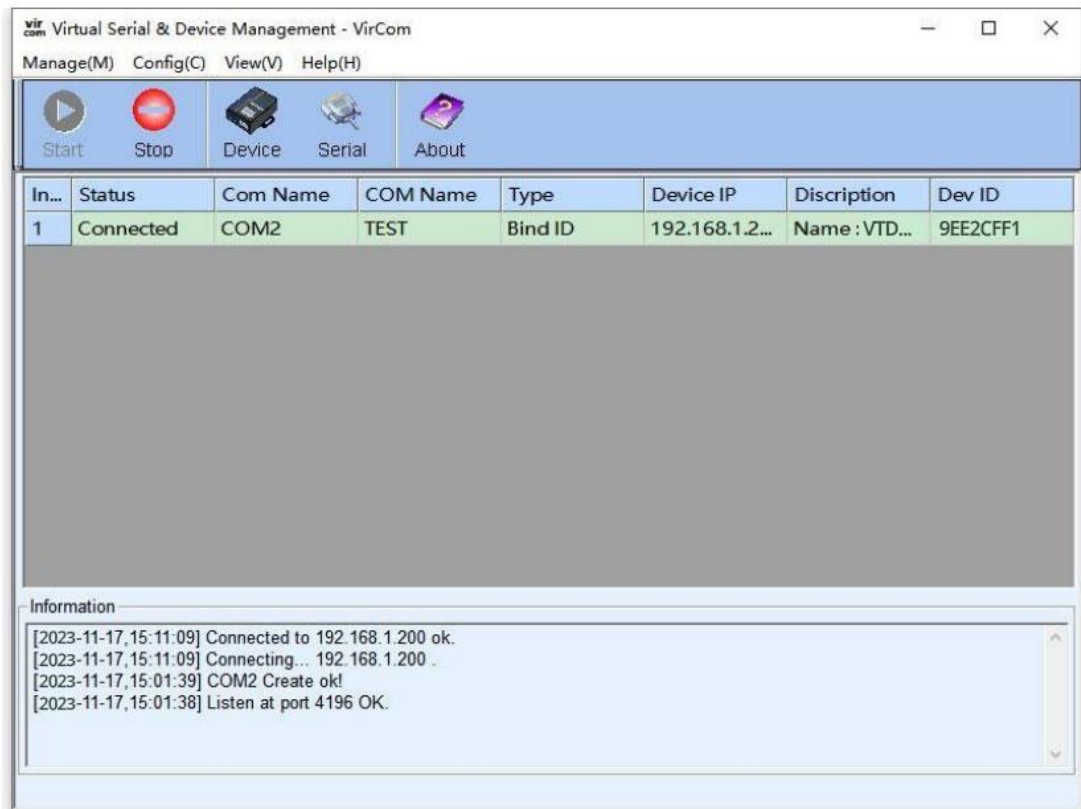 vir com Virtual Serial & Device Management - VirCom
Manage(M) Config(C) View(V) Help(H)
Start Stop Device Serial About
In... Status Com Name COM Name Type Device IP Discription Dev ID
1 Connected COM2 TEST Bind ID 192.168.1.2... Name : VTD... 9EE2CFF1
Information
[2023-11-17,15:11:09] Connected to 192.168.1.200 ok.
[2023-11-17,15:11:09] Connecting... 192.168.1.200 .
[2023-11-17,15:01:39] COM2 Create ok!
[2023-11-17,15:01:38] Listen at port 4196 OK.